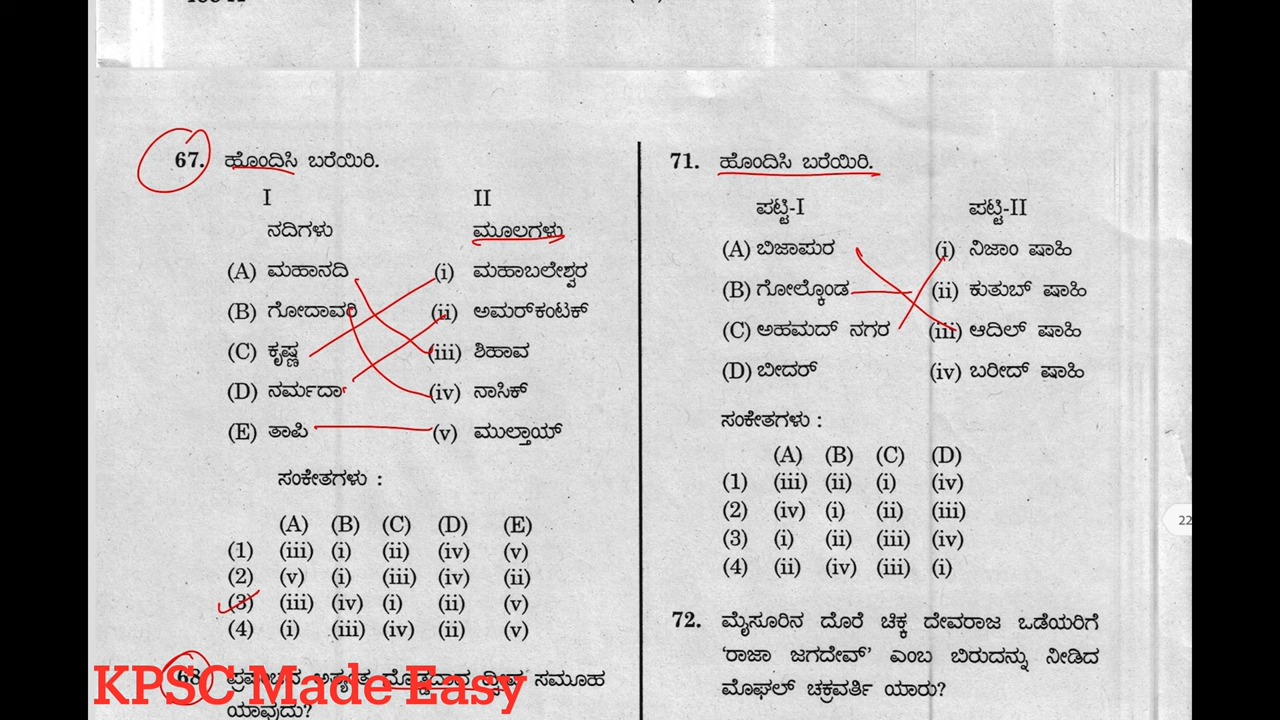 67. ಹೊಂದಿಸಿ ಬರೆಯಿರಿ.
I II
ನದಿಗಳು ಮೂಲಗಳು
(A) ಮಹಾನದಿ (i) ಮಹಾಬಲೇಶ್ವರ
(B) ಗೋದಾವರಿ (ii) ಅಮರ್‌ಕಂಟಕ್
(C) ಕೃಷ್ಣ (iii) ಶಿಹಾವ
(D) ನರ್ಮದಾ (iv) ನಾಸಿಕ್
(E) ತಾಪಿ (v) ಮುಲ್ತಾಯ್
ಸಂಕೇತಗಳು :
(A) (B) (C) (D) (E)
(1) (iii) (i) (ii) (iv) (v)
(2) (v) (i) (iii) (iv) (ii)
(3) (iii) (iv) (i) (ii) (v)
(4) (i) (iii) (iv) (ii) (v)
68. ಸಮೂಹ
ಯಾವುದು?
71. ಹೊಂದಿಸಿ ಬರೆಯಿರಿ.
ಪಟ್ಟಿ-I ಪಟ್ಟಿ-II
(A) ಬಿಜಾಪುರ (i) ನಿಜಾಂ ಷಾಹಿ
(B) ಗೋಲ್ಕೊಂಡ (ii) ಕುತುಬ್ ಷಾಹಿ
(C) ಅಹಮದ್ ನಗರ (iii) ಆದಿಲ್ ಷಾಹಿ
(D) ಬೀದರ್ (iv) ಬರೀದ್ ಷಾಹಿ
ಸಂಕೇತಗಳು :
(A) (B) (C) (D)
(1) (iii) (ii) (i) (iv)
(2) (iv) (i) (ii) (iii)
(3) (i) (ii) (iii) (iv)
(4) (ii) (iv) (iii) (i)
72. ಮೈಸೂರಿನ ದೊರೆ ಚಿಕ್ಕ ದೇವರಾಜ ಒಡೆಯರಿಗೆ
'ರಾಜಾ ಜಗದೇವ್' ಎಂಬ ಬಿರುದನ್ನು ನೀಡಿದ
ಮೊಘಲ್ ಚಕ್ರವರ್ತಿ ಯಾರು?
22
KPSC Made Easy